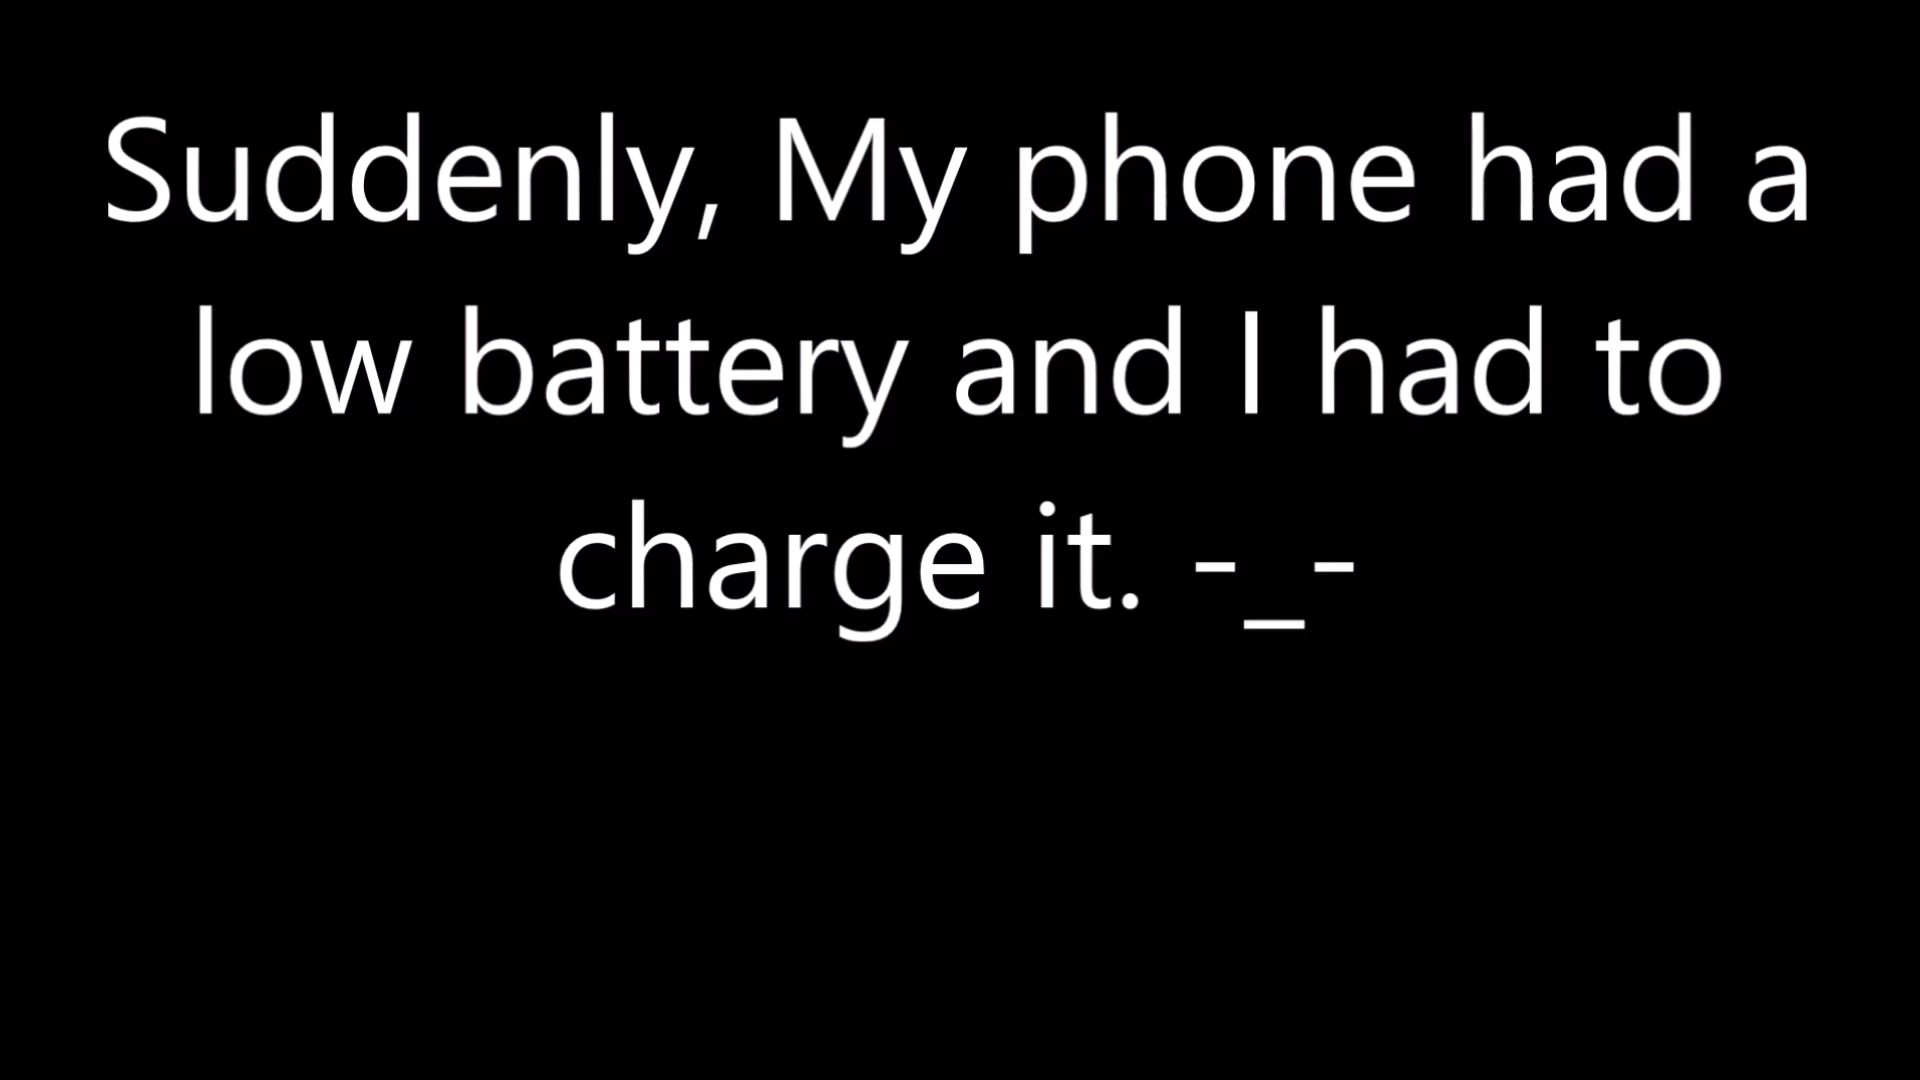 Suddenly, My phone had a
low battery and I had to
charge it. -_-